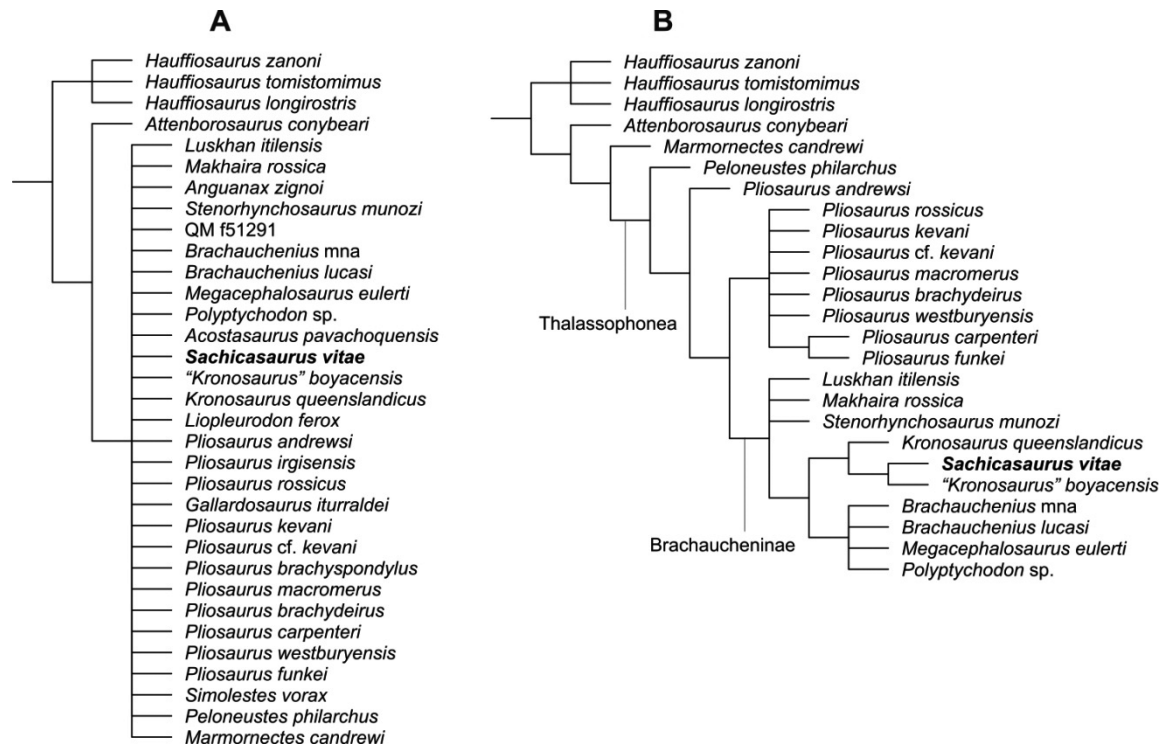 A
Hauffiosaurus zanoni
Hauffiosaurus tomistomimus
Hauffiosaurus longirostris
Attenborosaurus conybeari
Luskhan itilensis
Makhaira rossica
Anguanax zignoi
Stenorhynchosaurus munozi
QM f51291
Brachauchenius mna
Brachauchenius lucasi
Megacephalosaurus eulerti
Polyptychodon sp.
Acostasaurus pavachoquensis
Sachicasaurus vitae
"Kronosaurus" boyacensis
Kronosaurus queenslandicus
Liopleurodon ferox
Pliosaurus andrewsi
Pliosaurus irgisensis
Pliosaurus rossicus
Gallardosaurus iturraldei
Pliosaurus kevani
Pliosaurus cf. kevani
Pliosaurus brachyspondylus
Pliosaurus macromerus
Pliosaurus brachydeirus
Pliosaurus carpenteri
Pliosaurus westburyensis
Pliosaurus funkei
Simolestes vorax
Peloneustes philarchus
Marmornectes candrewi
B
Hauffiosaurus zanoni
Hauffiosaurus tomistomimus
Hauffiosaurus longirostris
Attenborosaurus conybeari
Marmornectes candrewi
Peloneustes philarchus
Pliosaurus andrewsi
Pliosaurus rossicus
Pliosaurus kevani
Pliosaurus cf. kevani
Pliosaurus macromerus
Pliosaurus brachydeirus
Pliosaurus westburyensis
Thalassophonea
Pliosaurus carpenteri
Pliosaurus funkei
Luskhan itilensis
Makhaira rossica
Stenorhynchosaurus munozi
Kronosaurus queenslandicus
Sachicasaurus vitae
"Kronosaurus" boyacensis
Brachauchenius mna
Brachauchenius lucasi
Brachaucheninae
Megacephalosaurus eulerti
Polyptychodon sp.